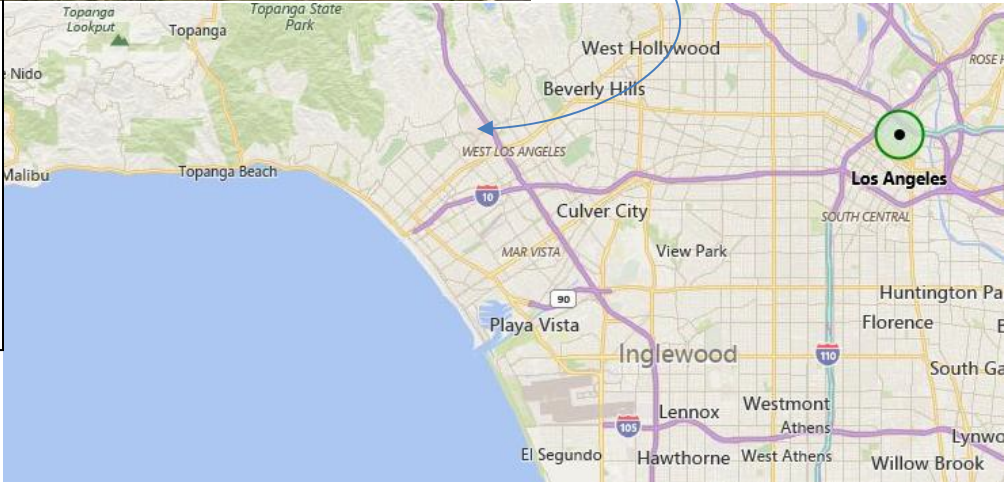 Topanga
Lookput
Topanga State
Park
Topanga
West Hollywood
ROSE H
e Nido
Beverly Hills
WEST LOS ANGELES
Malibu
Topanga Beach
Los Angeles
10
Culver City
SOUTH CENTRAL
MAR VISTA
View Park
90
Huntington Pa
Playa Vista
Florence
E
Inglewood
110
South Ga
Lennox
Westmont
105
Athens
Lynwo
El Segundo
Hawthorne
West Athens
Willow Brook